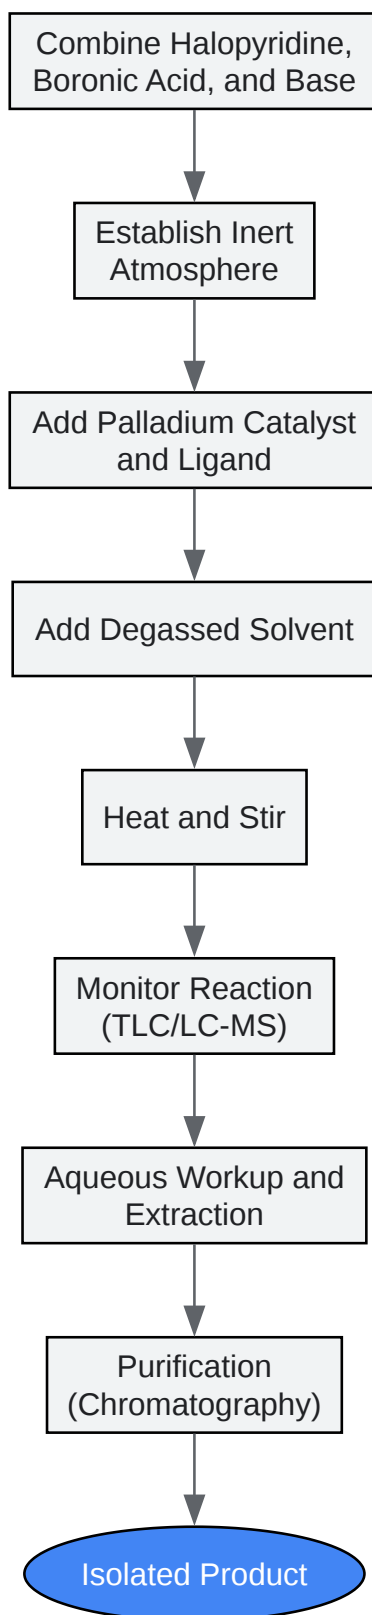 Combine Halopyridine,
Boronic Acid, and Base
Establish Inert
Atmosphere
Add Palladium Catalyst
and Ligand
Add Degassed Solvent
Heat and Stir
Monitor Reaction
(TLC/LC-MS)
Aqueous Workup and
Extraction
Purification
(Chromatography)
Isolated Product